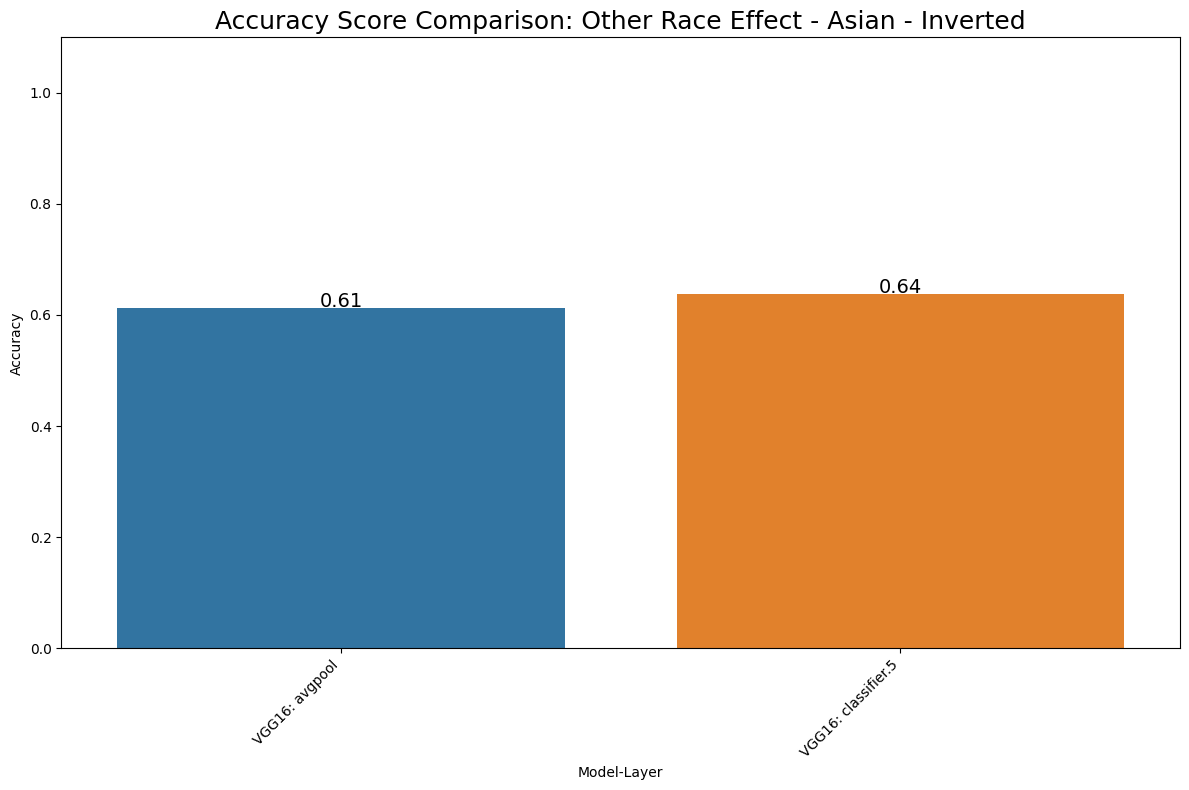 Accuracy Score Comparison: Other Race Effect - Asian - Inverted
1.0
0.8
0.6
0.4
0.2
0.0
Accuracy
0.61
0.64
VGG16: avgpool
VGG16: classifier.5
Model-Layer